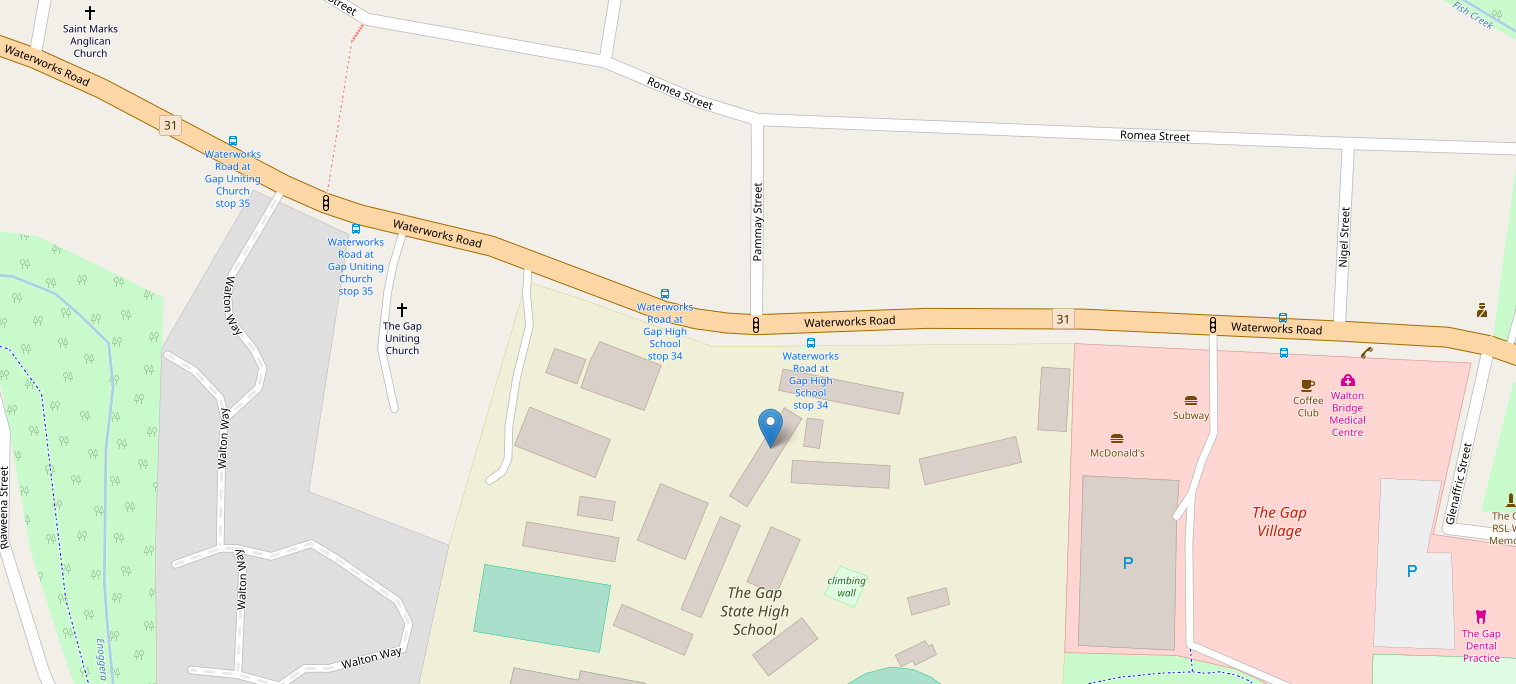 Street
Fish Creek
Saint Marks
Anglican
Church
Waterworks Road
Romea Street
31
Romea Street
Waterworks
Road at
Gap Uniting
Church
stop 35
Pammay Street
Nigel Street
Waterworks Road
Waterworks
Road at
Gap Uniting
Church
stop 35
Walton Way
The Gap
Uniting
Church
Waterworks
Road at
Gap High
School
stop 34
Waterworks Road
31
Waterworks Road
Waterworks
Road at
Gap High
School
stop 34
Subway
Coffee
Club
Walton
Bridge
Medical
Centre
McDonald's
Walton Way
Riaweena Street
Glenaffric Street
The Gap
Village
RSL
P
P
Walton Way
climbing
wall
The Gap
State High
School
Enoggera
Walton Way
The Gap
Dental
Practice